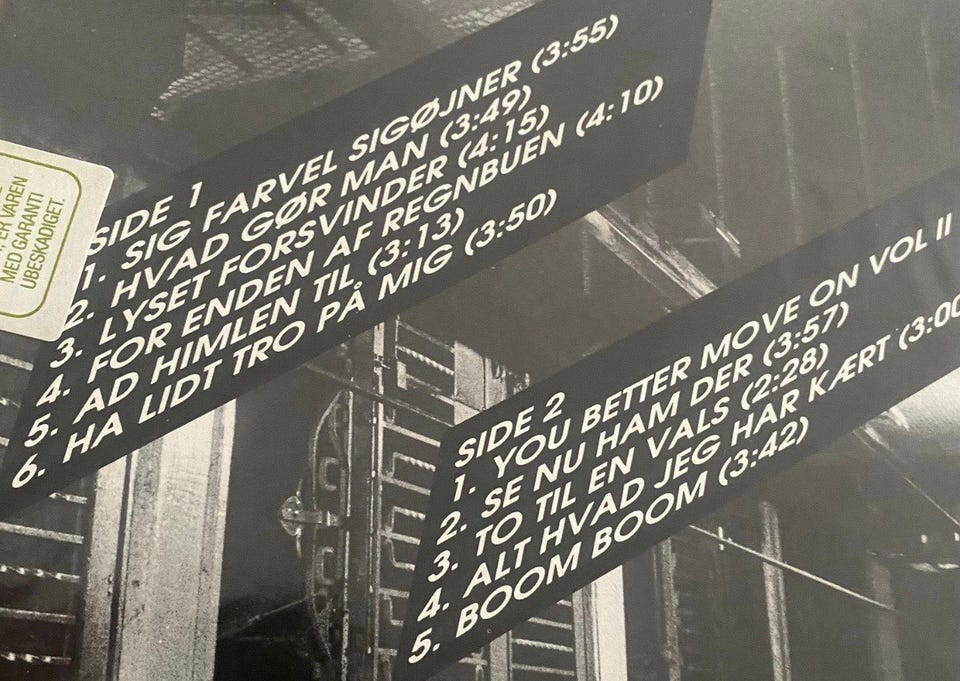 ER VAREN
MED GARANTI
UBESKADIGET.
SIDE 1
1. SIG FARVEL SIGØJNER (3:55)
2. HVAD GØR MAN (3:49)
3. LYSET FORSVINDER (4:15)
4. FOR ENDEN AF REGNBUEN (4:10)
5. AD HIMLEN TIL (3:13)
6. HA LIDT TRO PÅ MIG (3:50)
SIDE 2
1. YOU BETTER MOVE ON VOL II
2. SE NU HAM DER (3:57)
3. TO TIL EN VALS (2:28)
4. ALT HVAD JEG HAR KÆRT (3:00
5. BOOM BOOM (3:42)